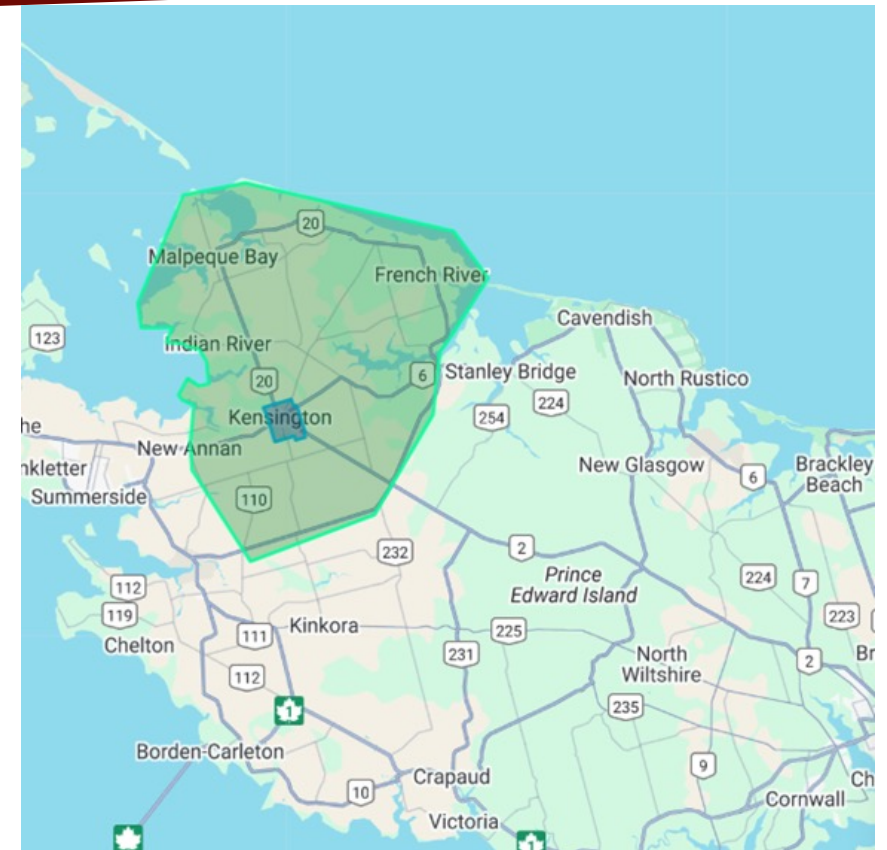 20
Malpeque Bay
French River
Cavendish
123
Indian River
20
6
Stanley Bridge
North Rustico
254
224
he
Kensington
New Annan
nkletter
Summerside
New Glasgow
6
Brackley
Beach
110
232
2
Prince
Edward Island
224
7
112
119
223
Chelton
111
Kinkora
225
231
North
Wiltshire
2
Br
112
235
1
Borden-Carleton
Crapaud
9
10
Ch
Cornwall
Victoria
1